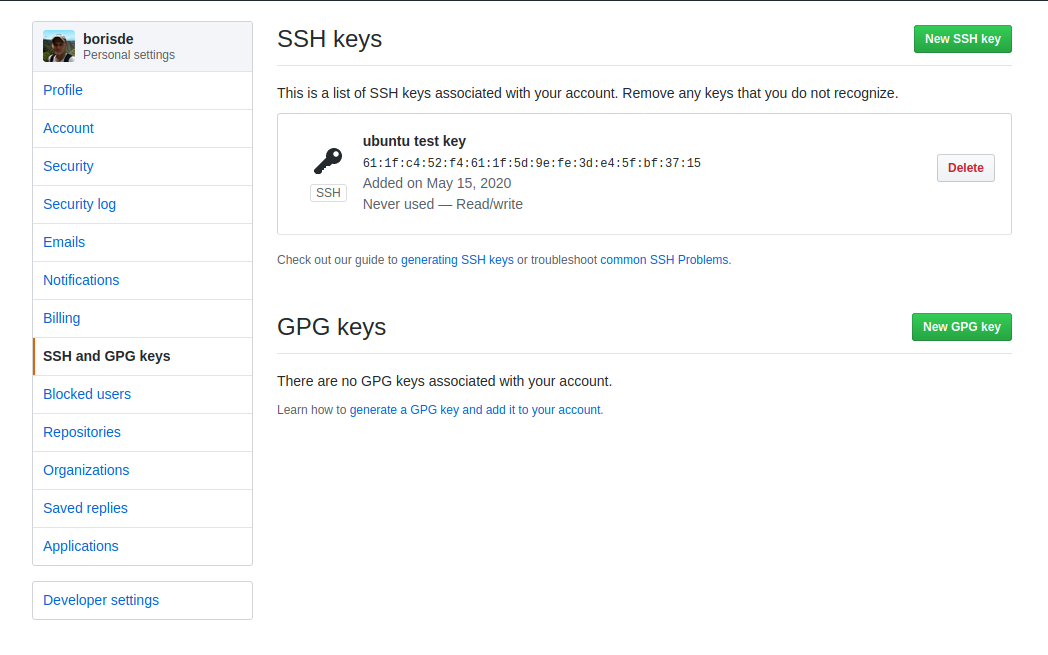 borisde
Personal settings
Profile
Account
Security
Security log
Emails
Notifications
Billing
SSH and GPG keys
Blocked users
Repositories
Organizations
Saved replies
Applications
Developer settings
SSH keys
New SSH key
This is a list of SSH keys associated with your account. Remove any keys that you do not recognize.
ubuntu test key
61:1f:c4:52:f4:61:1f:5d:9e:fe:3d:e4:5f:bf:37:15
Added on May 15, 2020
Never used — Read/write
SSH
Delete
Check out our guide to generating SSH keys or troubleshoot common SSH Problems.
GPG keys
New GPG key
There are no GPG keys associated with your account.
Learn how to generate a GPG key and add it to your account.